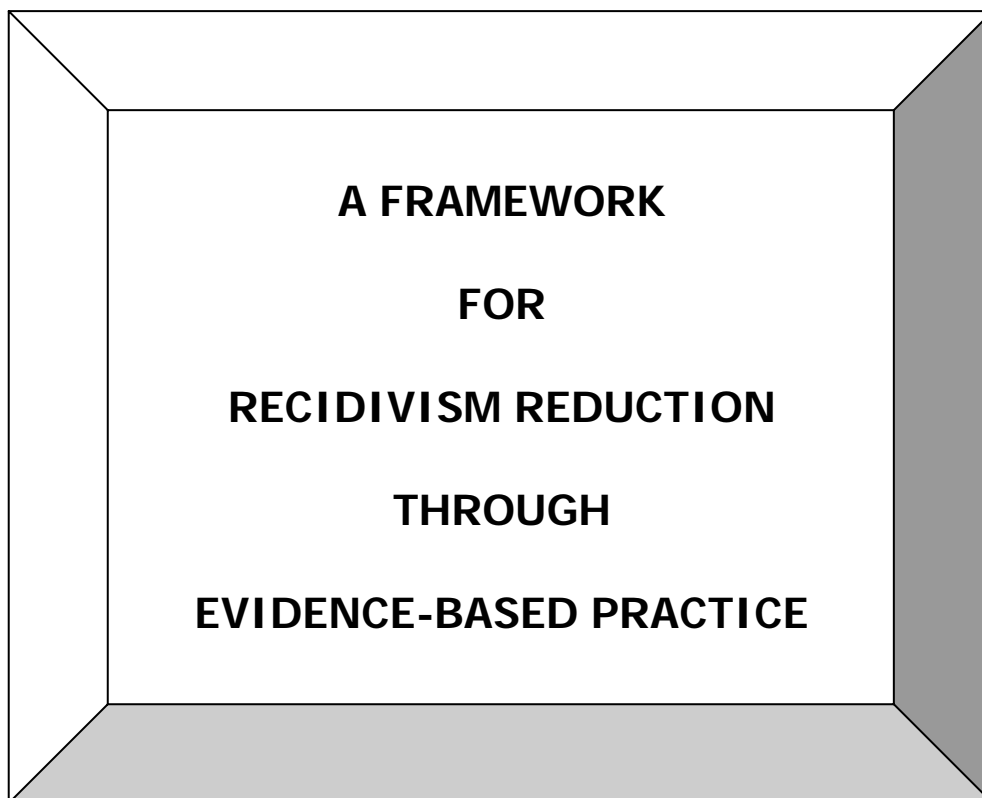 A FRAMEWORK
FOR
RECIDIVISM REDUCTION
THROUGH
EVIDENCE-BASED PRACTICE